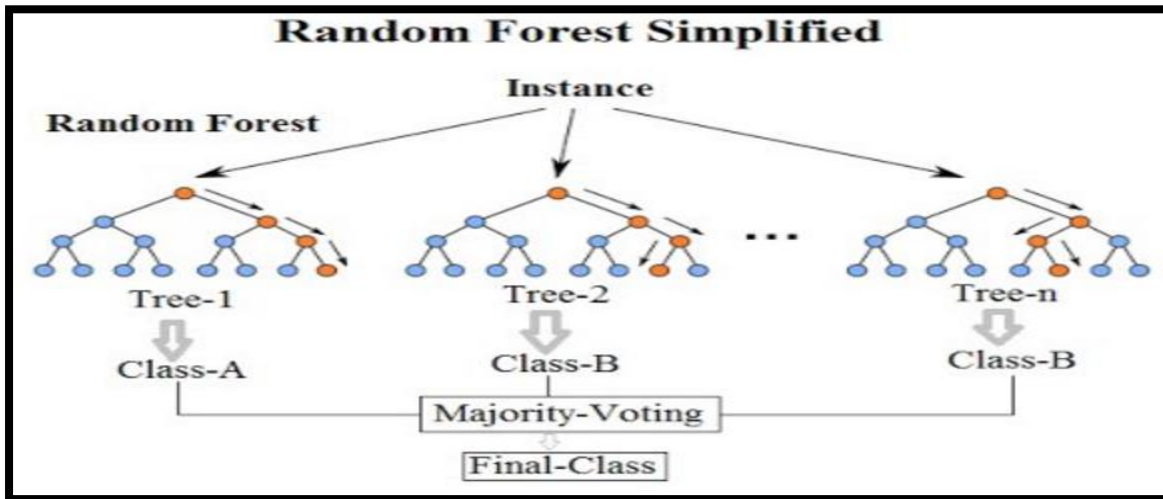 Random Forest Simplified
Instance
Random Forest
...
Tree-1 Tree-2 Tree-n
Class-A Class-B Class-B
Majority-Voting
Final-Class